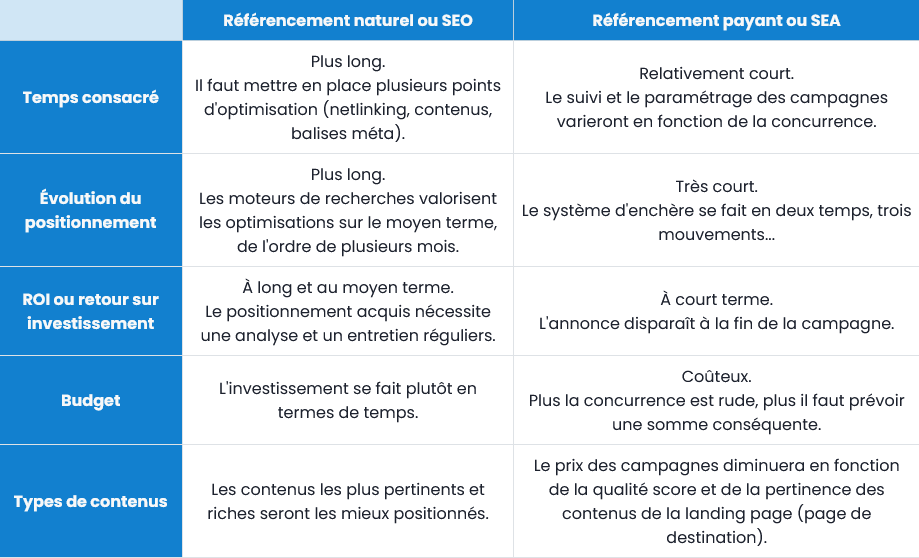 Référencement naturel ou SEO
Référencement payant ou SEA
Temps consacré
Plus long.
Il faut mettre en place plusieurs points
d'optimisation (netlinking, contenus,
balises méta).
Relativement court.
Le suivi et le paramétrage des campagnes
varieront en fonction de la concurrence.
Évolution du
positionnement
Plus long.
Les moteurs de recherches valorisent
les optimisations sur le moyen terme,
de l'ordre de plusieurs mois.
Très court.
Le système d'enchère se fait en deux temps, trois
mouvements...
ROI ou retour sur
investissement
À long et au moyen terme.
Le positionnement acquis nécessite
une analyse et un entretien réguliers.
À court terme.
L'annonce disparaît à la fin de la campagne.
Budget
L'investissement se fait plutôt en
termes de temps.
Coûteux.
Plus la concurrence est rude, plus il faut prévoir
une somme conséquente.
Types de contenus
Les contenus les plus pertinents et
riches seront les mieux positionnés.
Le prix des campagnes diminuera en fonction
de la qualité score et de la pertinence des
contenus de la landing page (page de
destination).